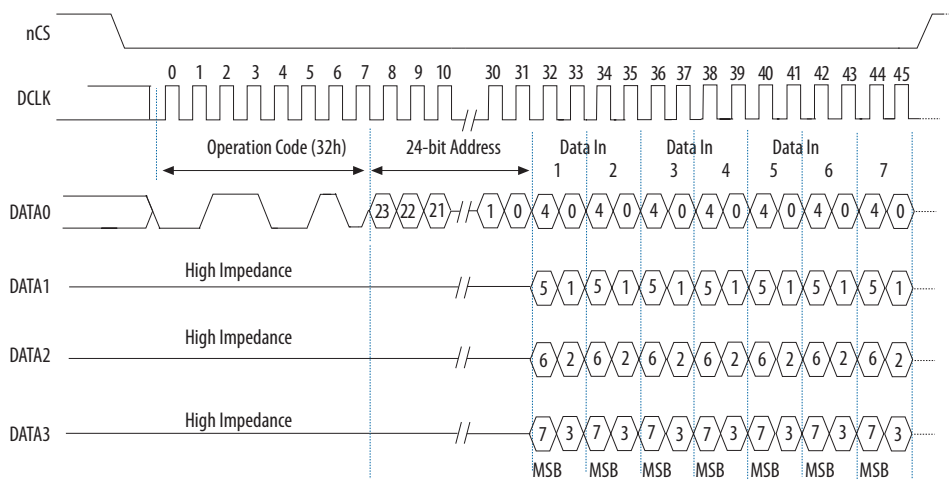 nCS
0 1 2 3 4 5 6 7 8 9 10 30 31 32 33 34 35 36 37 38 39 40 41 42 43 44 45
DCLK
Operation Code (32h) 24-bit Address Data In Data In Data In
1 2 3 4 5 6 7
DATA0 23 22 21 1 0 4 0 4 0 4 0 4 0 4 0 4 0 4 0
High Impedance
DATA1 5 1 5 1 5 1 5 1 5 1 5 1 5 1
High Impedance
DATA2 6 2 6 2 6 2 6 2 6 2 6 2 6 2
High Impedance
DATA3 7 3 7 3 7 3 7 3 7 3 7 3 7 3
MSB MSB MSB MSB MSB MSB MSB